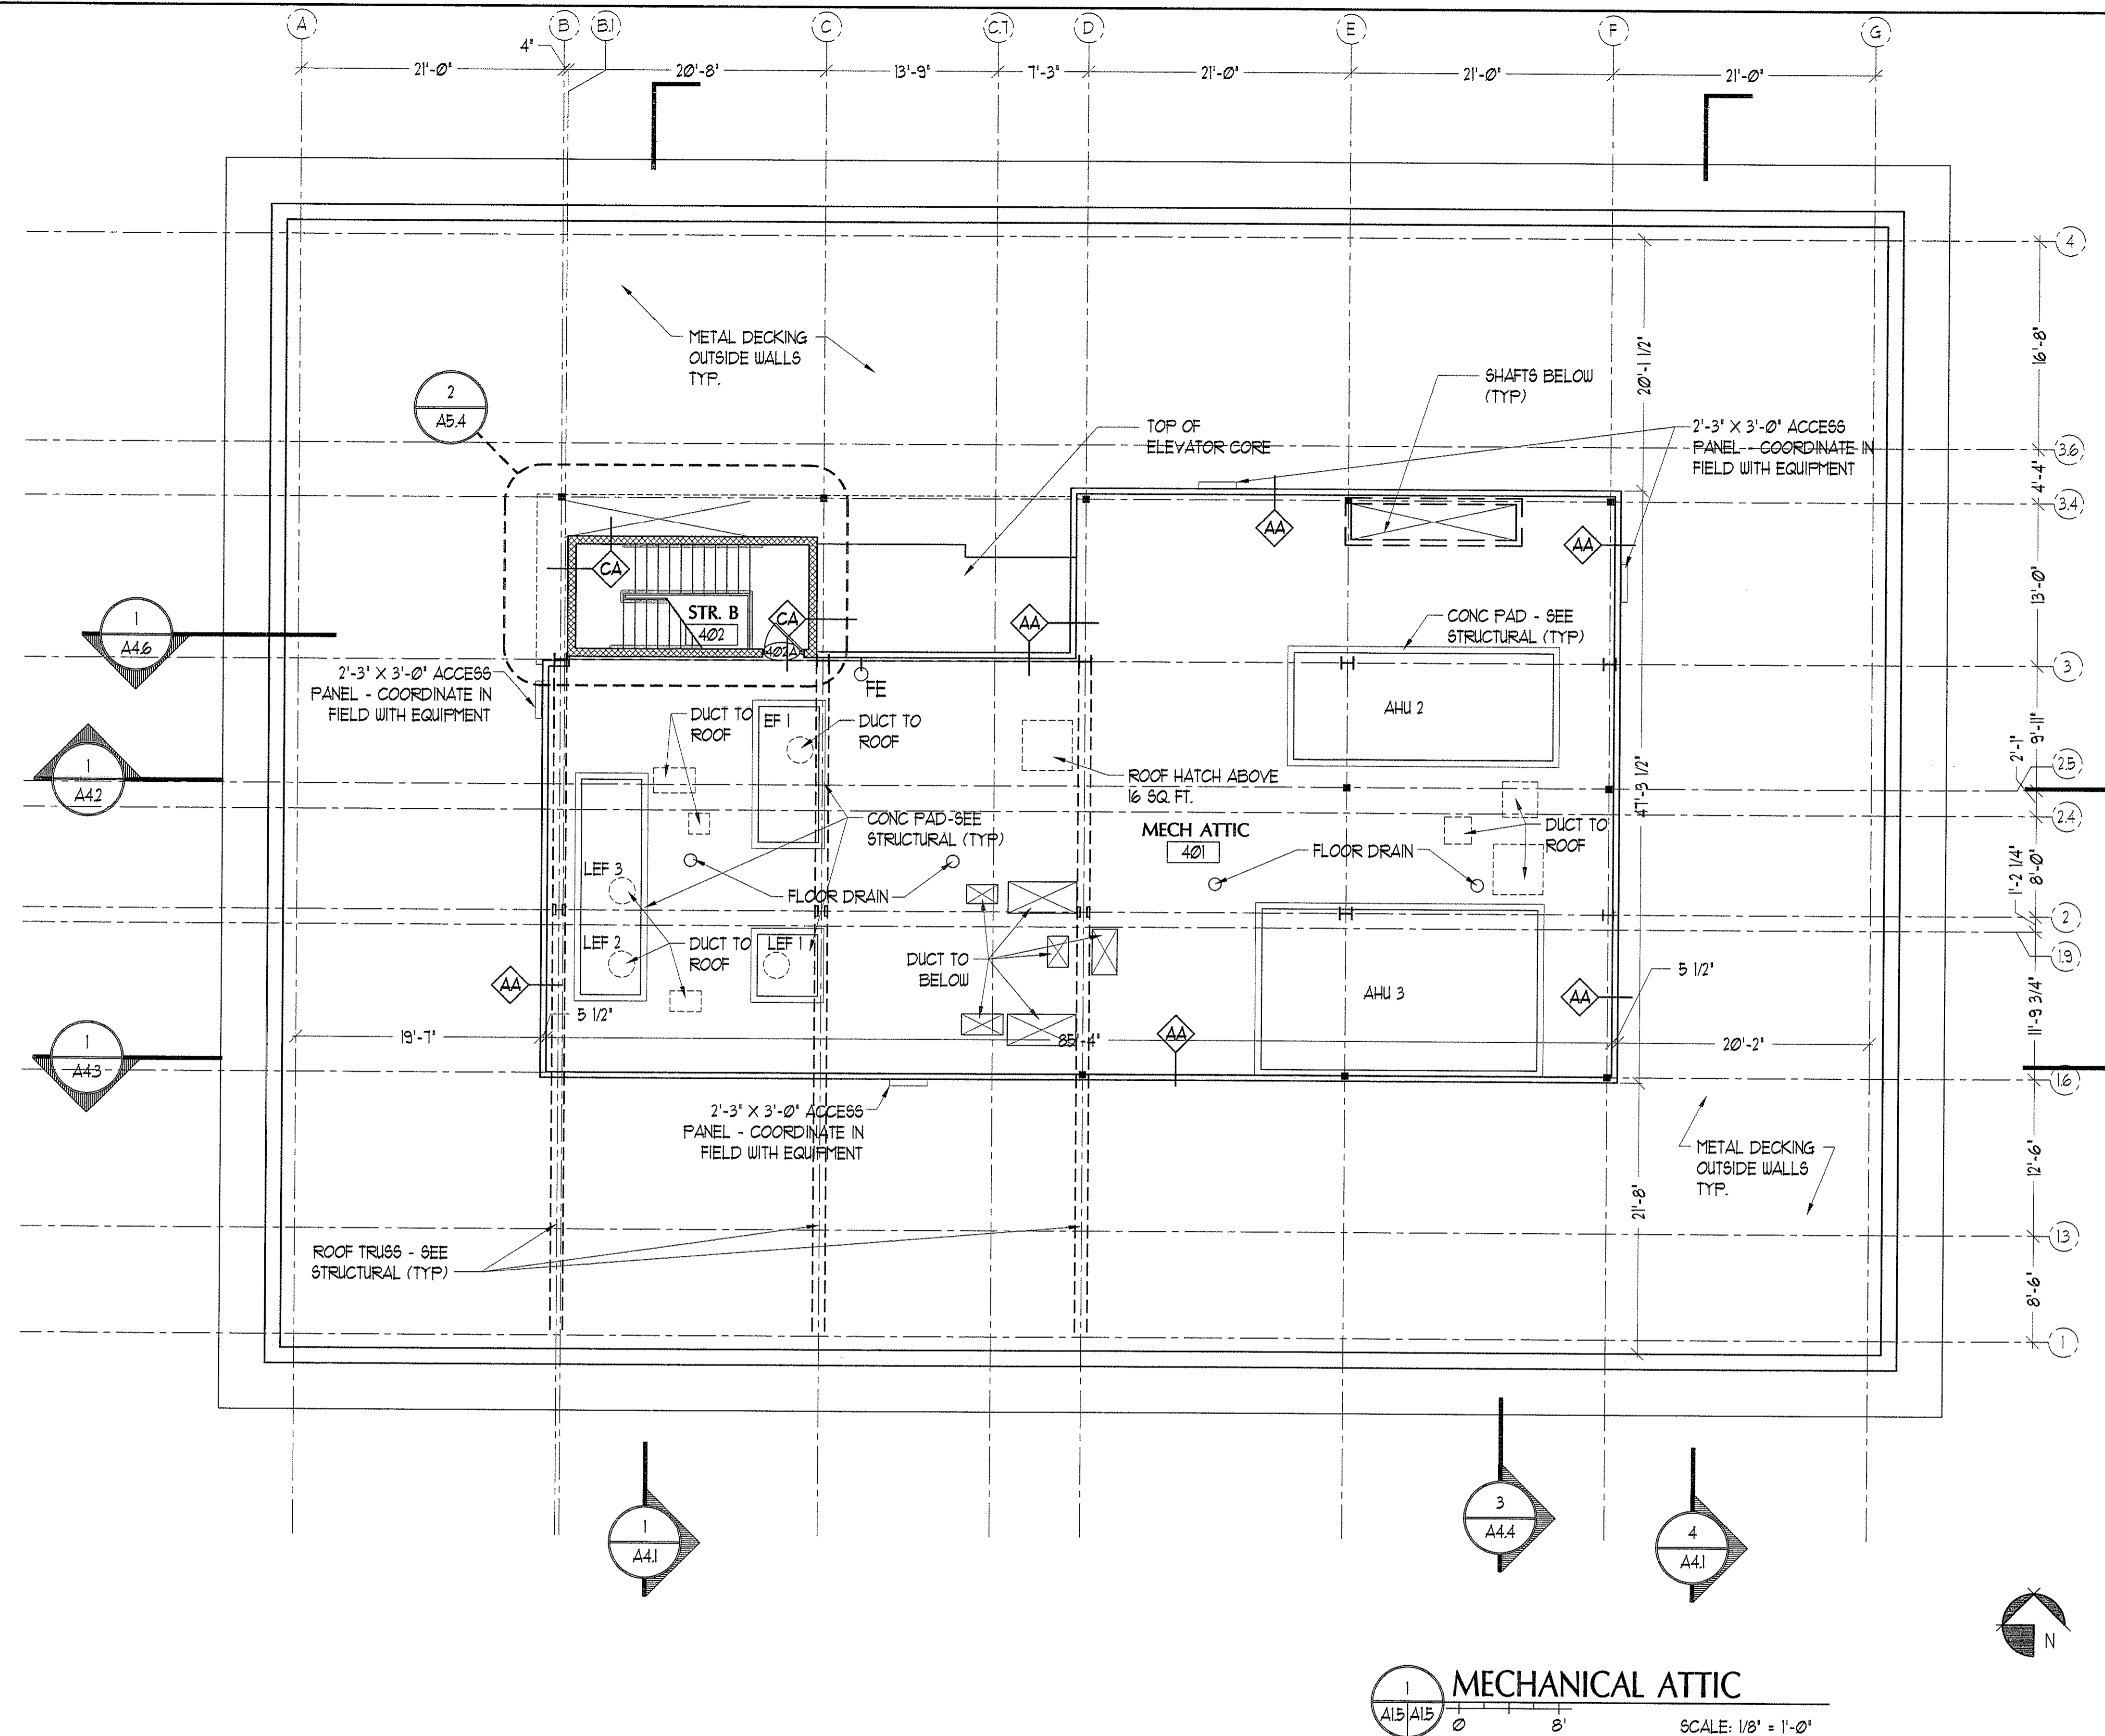 A
B
B.1
C
C.7
D
E
F
G
4"
21'-0"
20'-8"
13'-9"
7'-3"
21'-0"
21'-0"
21'-0"
4
16'-8"
20'-1 1/2"
METAL DECKING
OUTSIDE WALLS
TYP.
SHAFTS BELOW
(TYP)
2
A5.4
TOP OF
ELEVATOR CORE
2'-3" X 3'-0" ACCESS
PANEL - COORDINATE IN
FIELD WITH EQUIPMENT
3.6
4'-4"
3.4
AA
AA
CA
STR. B
402
CA
402A
AA
13'-0"
CONC PAD - SEE
STRUCTURAL (TYP)
1
A4.6
3
2'-3" X 3'-0" ACCESS
PANEL - COORDINATE IN
FIELD WITH EQUIPMENT
FE
DUCT TO
ROOF
EF 1
DUCT TO
ROOF
AHU 2
9'-11"
2'-1"
2.5
1
A4.2
ROOF HATCH ABOVE
16 SQ. FT.
47'-3 1/2"
2.4
CONC PAD-SEE
STRUCTURAL (TYP)
MECH ATTIC
401
DUCT TO
ROOF
FLOOR DRAIN
LEF 3
FLOOR DRAIN
8'-0"
1'-2 1/4"
2
LEF 2
DUCT TO
ROOF
LEF 1
DUCT TO
BELOW
1.9
AA
AHU 3
AA
5 1/2"
5 1/2"
11'-9 3/4"
19'-7"
85'-4"
AA
20'-2"
1
A4.3
1.6
2'-3" X 3'-0" ACCESS
PANEL - COORDINATE IN
FIELD WITH EQUIPMENT
METAL DECKING
OUTSIDE WALLS
TYP.
12'-6"
21'-8"
1.3
ROOF TRUSS - SEE
STRUCTURAL (TYP)
8'-6"
1
1
A4.1
3
A4.4
4
A4.1
N
1
A1.5 A1.5
MECHANICAL ATTIC
0 8'
SCALE: 1/8" = 1'-0"